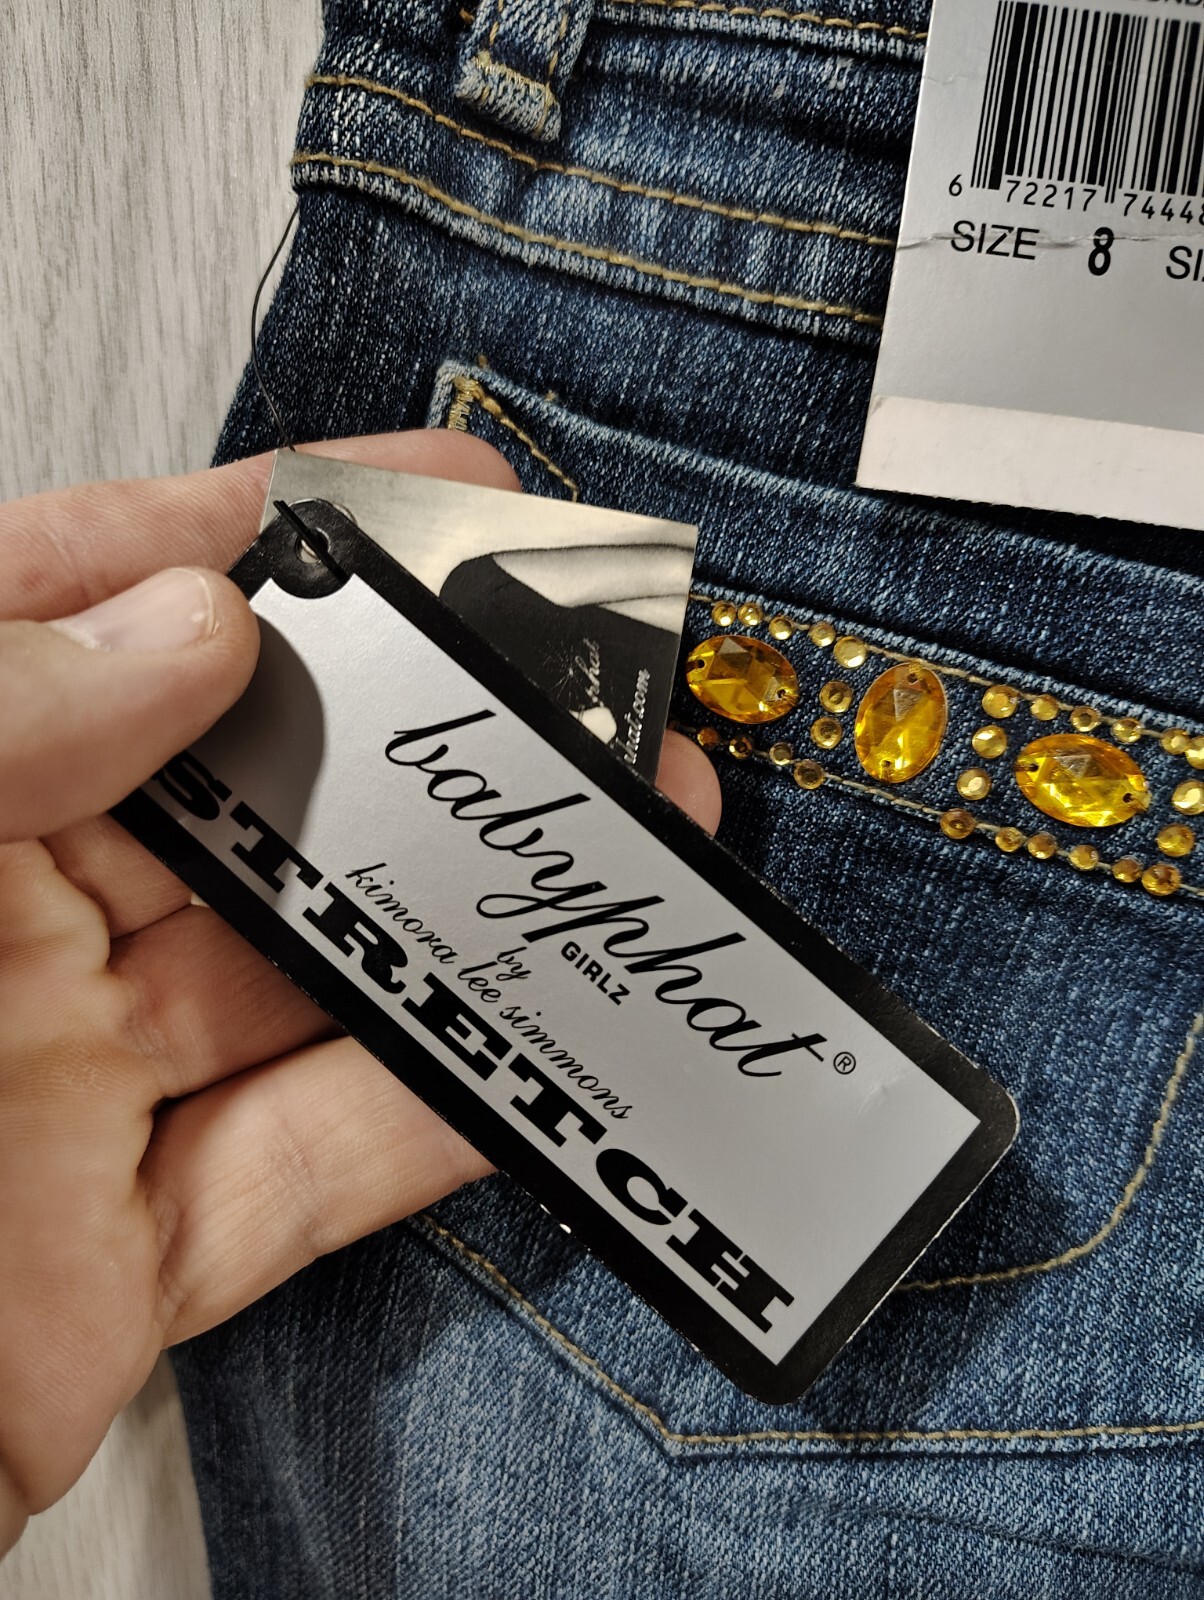 6 72217 7444
SIZE 8
babyphat®
GIRLZ
by
kimora lee simmons
STRETCH